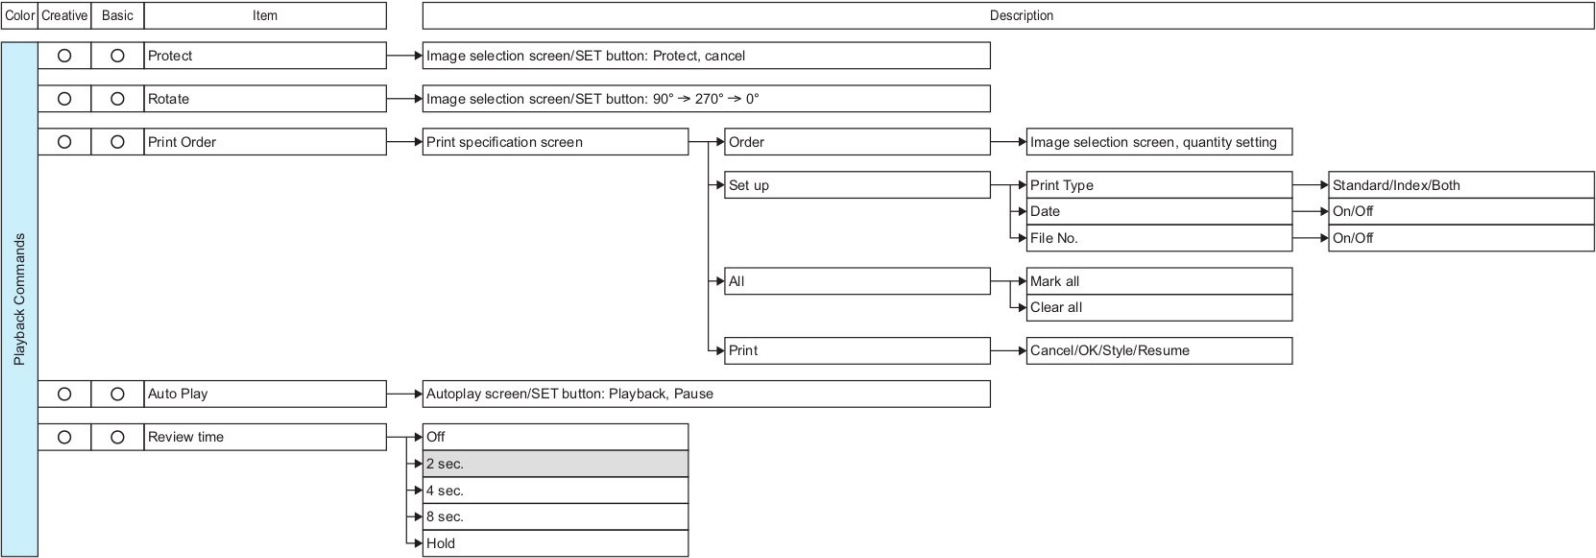 Color Creative Basic Item Description
Playback Commands
○ ○ Protect Image selection screen/SET button: Protect, cancel
○ ○ Rotate Image selection screen/SET button: 90° → 270° → 0°
○ ○ Print Order Print specification screen Order Image selection screen, quantity setting
Set up Print Type Standard/Index/Both
Date On/Off
File No. On/Off
All Mark all
Clear all
Print Cancel/OK/Style/Resume
○ ○ Auto Play Autoplay screen/SET button: Playback, Pause
○ ○ Review time Off
2 sec.
4 sec.
8 sec.
Hold